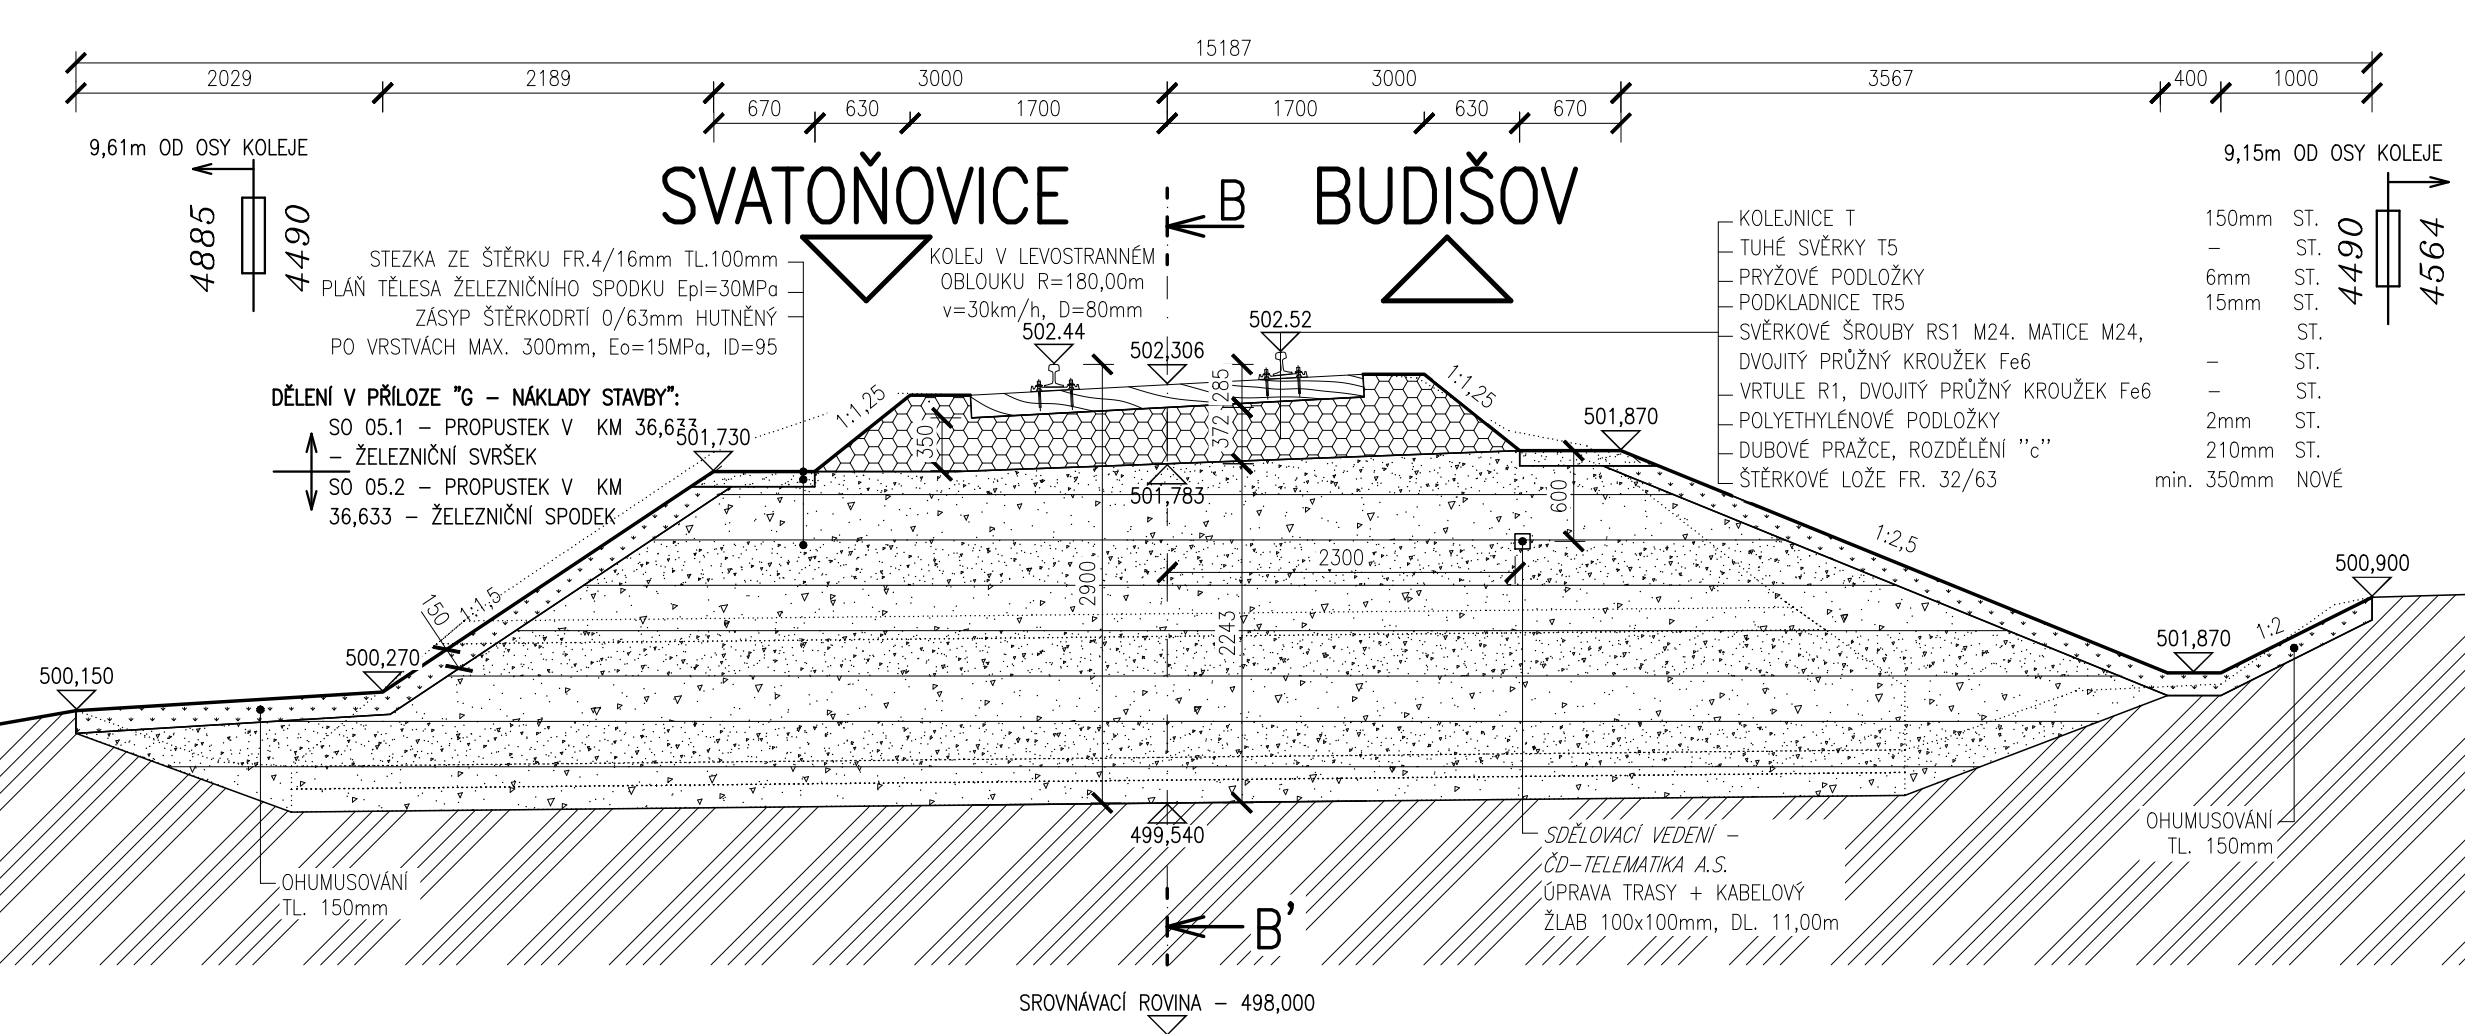 15187
2029 2189 3000 3000 3567 400 1000
670 630 1700 1700 630 670
9,61m OD OSY KOLEJE
4885
4490
SVATOŇOVICE
B
BUDIŠOV
9,15m OD OSY KOLEJE
4490
4564
STEZKA ZE ŠTĚRKU FR.4/16mm TL.100mm
PLÁŇ TĚLESA ŽELEZNIČNÍHO SPODKU Epl=30MPa
ZÁSYP ŠTĚRKODRTÍ 0/63mm HUTNĚNÝ
PO VRSTVÁCH MAX. 300mm, Eo=15MPa, ID=95
KOLEJ V LEVOSTRANNÉM
OBLOUKU R=180,00m
v=30km/h, D=80mm
502.44
502,306
502.52
KOLEJNICE T 150mm ST.
TUHÉ SVĚRKY T5 – ST.
PRYŽOVÉ PODLOŽKY 6mm ST.
PODKLADNICE TR5 15mm ST.
SVĚRKOVÉ ŠROUBY RS1 M24. MATICE M24, ST.
DVOJITÝ PRŮŽNÝ KROUŽEK Fe6 – ST.
VRTULE R1, DVOJITÝ PRŮŽNÝ KROUŽEK Fe6 – ST.
POLYETHYLÉNOVÉ PODLOŽKY 2mm ST.
DUBOVÉ PRAŽCE, ROZDĚLENÍ ''c'' 210mm ST.
ŠTĚRKOVÉ LOŽE FR. 32/63 min. 350mm NOVÉ
DĚLENÍ V PŘÍLOZE "G – NÁKLADY STAVBY":
SO 05.1 – PROPUSTEK V KM 36,633
– ŽELEZNIČNÍ SVRŠEK
SO 05.2 – PROPUSTEK V KM
36,633 – ŽELEZNIČNÍ SPODEK
1:1,25
1:1,25
501,730
501,870
350
285
372
501,783
600
1:2,5
2300
2900
2243
150
1:1,5
500,150
500,270
501,870
1:2
500,900
499,540
OHUMUSOVÁNÍ
TL. 150mm
SDĚLOVACÍ VEDENÍ –
ČD–TELEMATIKA A.S.
ÚPRAVA TRASY + KABELOVÝ
ŽLAB 100x100mm, DL. 11,00m
OHUMUSOVÁNÍ
TL. 150mm
B'
SROVNÁVACÍ ROVINA – 498,000